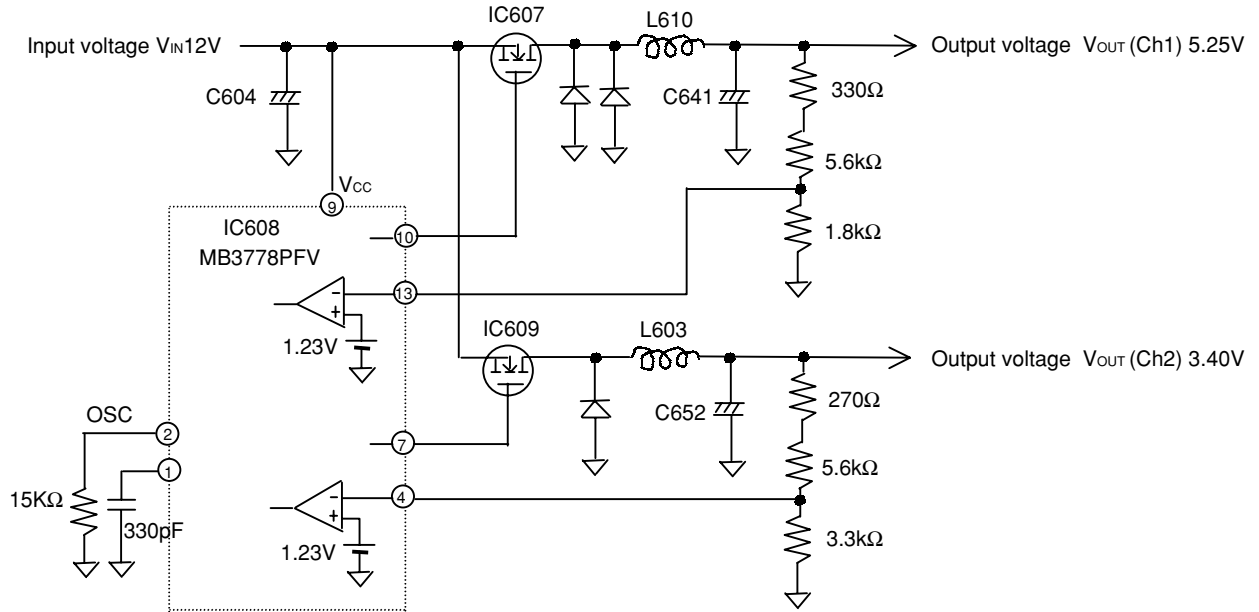 IC607
L610
Input voltage VIN12V
Output voltage VOUT (Ch1) 5.25V
C604
C641
330Ω
5.6kΩ
VCC
9
IC608
MB3778PFV
10
1.8kΩ
13
1.23V
IC609
L603
Output voltage VOUT (Ch2) 3.40V
270Ω
C652
OSC
2
7
5.6kΩ
1
4
15KΩ
330pF
1.23V
3.3kΩ